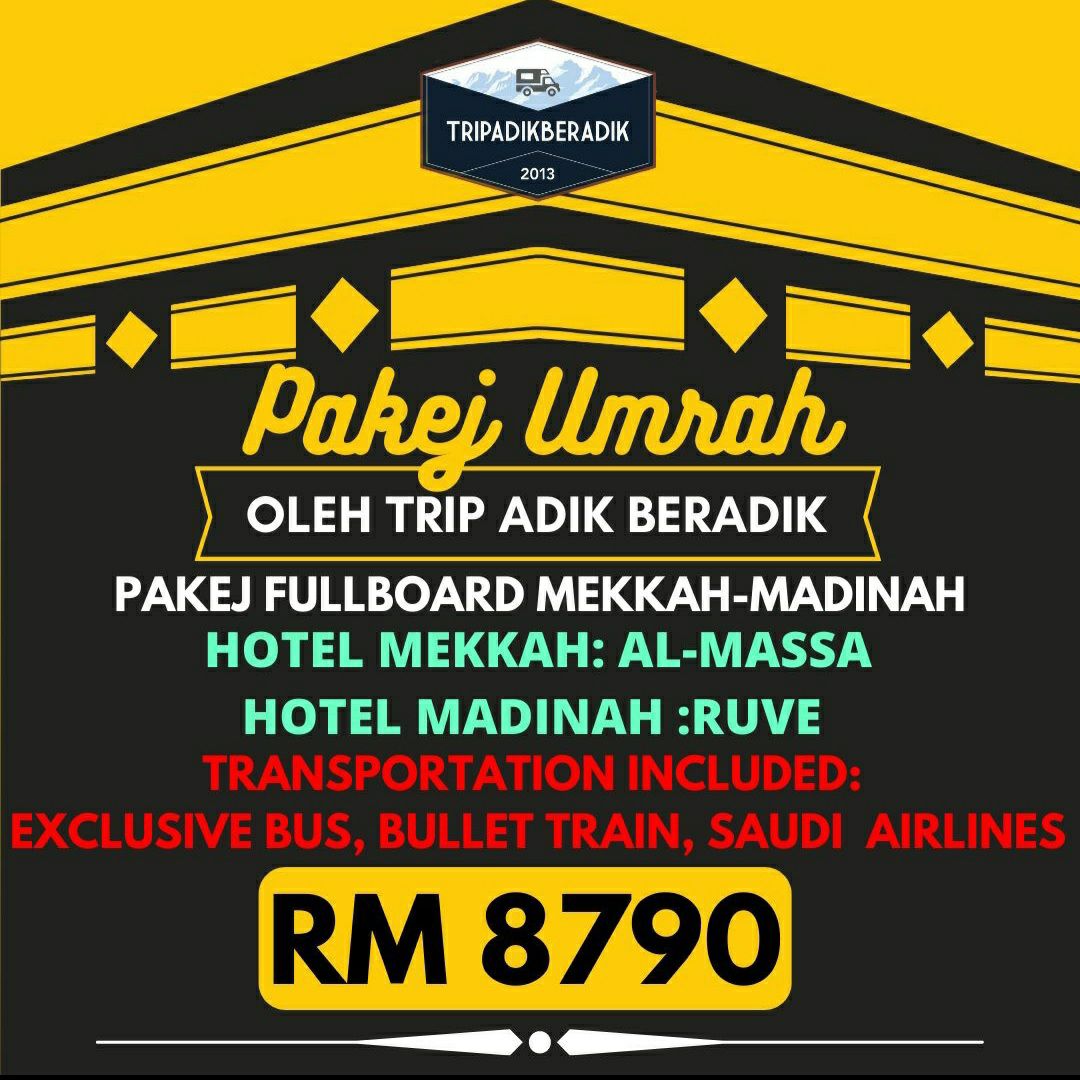 TRIPADIKBERADIK
2013
Pakej Umrah
OLEH TRIP ADIK BERADIK
PAKEJ FULLBOARD MEKKAH-MADINAH
HOTEL MEKKAH: AL-MASSA
HOTEL MADINAH :RUVE
TRANSPORTATION INCLUDED:
EXCLUSIVE BUS, BULLET TRAIN, SAUDI AIRLINES
RM 8790